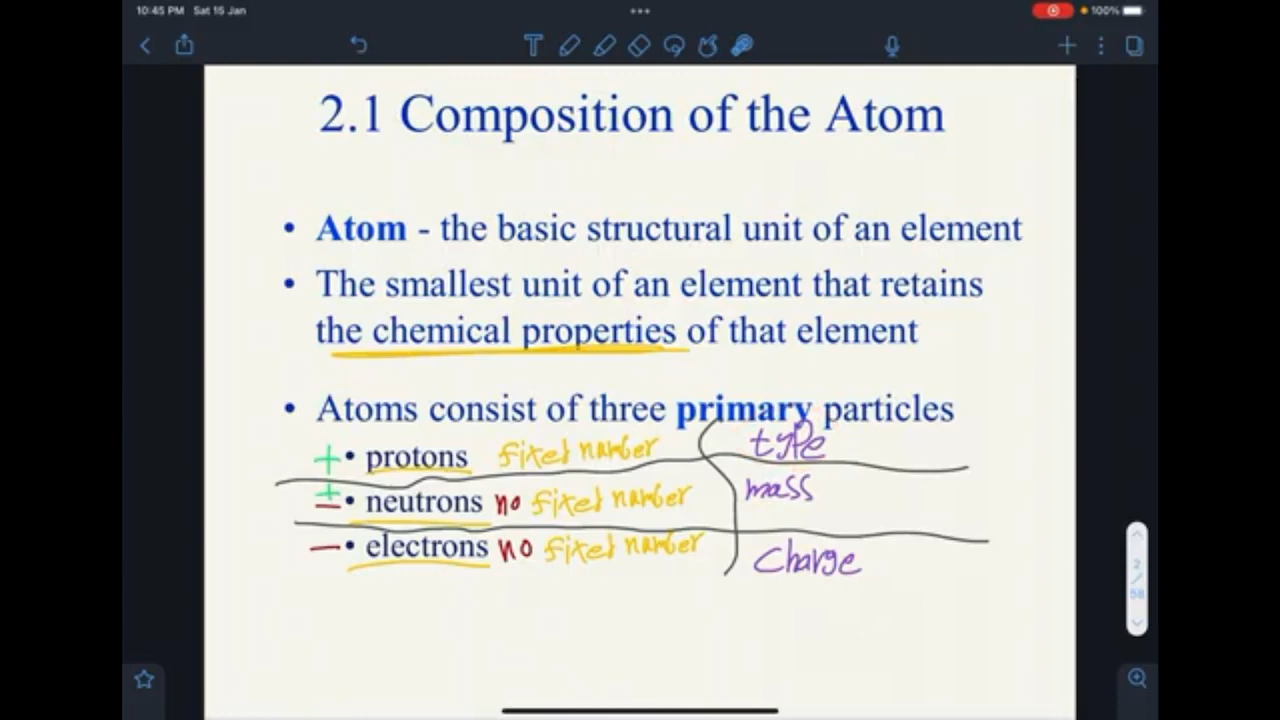 10:45 PM Sat 15 Jan
100%
2.1 Composition of the Atom
• Atom - the basic structural unit of an element
• The smallest unit of an element that retains
the chemical properties of that element
• Atoms consist of three primary particles
+ • protons fixed number type
± • neutrons no fixed number mass
— • electrons no fixed number Charge
2
/
58